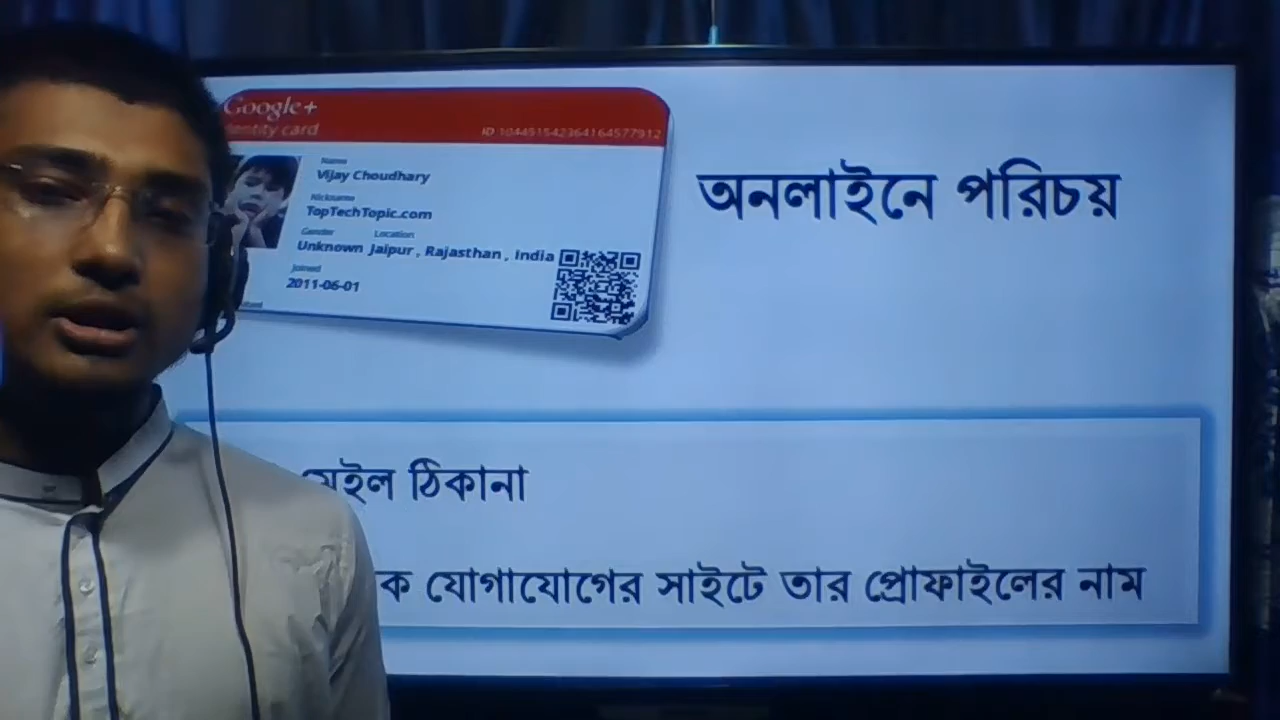 Google+
identity card
ID 104451542364164577912
Name
Vijay Choudhary
Nickname
TopTechTopic.com
Gender Location
Unknown Jaipur , Rajasthan , India
Joined
2011-06-01
অনলাইনে পরিচয়
মেইল ঠিকানা
ক যোগাযোগের সাইটে তার প্রোফাইলের নাম